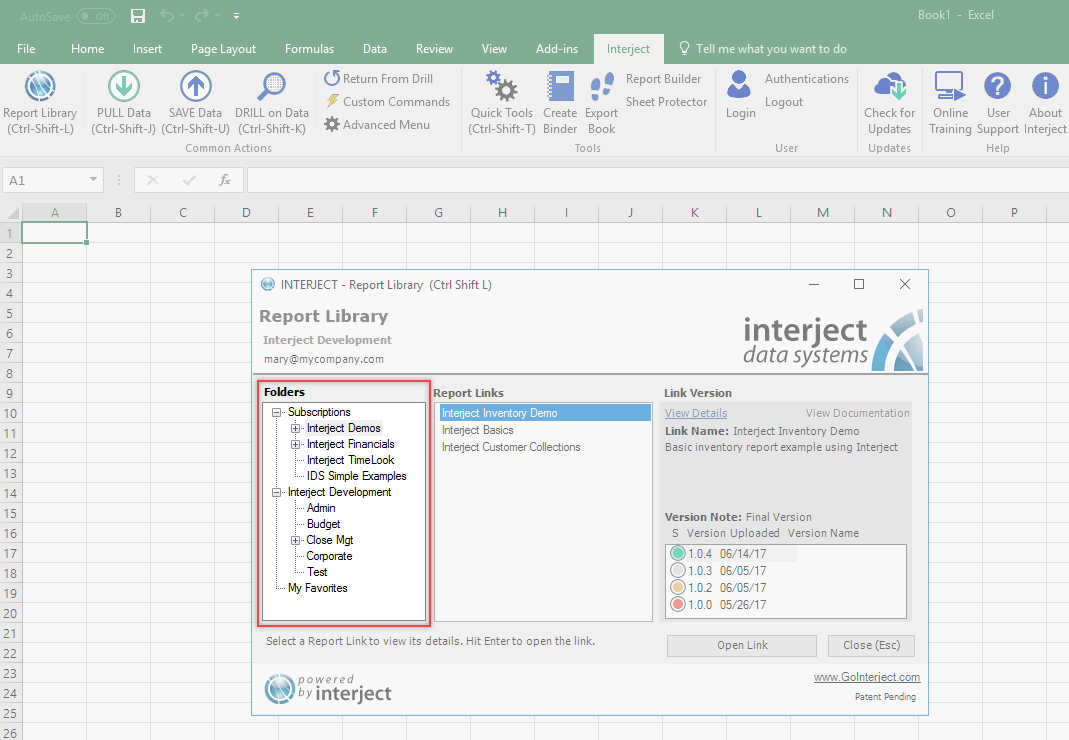 AutoSave Off Book1 - Excel
File Home Insert Page Layout Formulas Data Review View Add-ins Interject Tell me what you want to do
Report Library
(Ctrl-Shift-L)
PULL Data
(Ctrl-Shift-J)
SAVE Data
(Ctrl-Shift-U)
DRILL on Data
(Ctrl-Shift-K)
Return From Drill
Custom Commands
Advanced Menu
Common Actions
Quick Tools
(Ctrl-Shift-T)
Create
Binder
Export
Book
Report Builder
Sheet Protector
Tools
Login
Authentications
Logout
User
Check for
Updates
Updates
Online
Training
User
Support
About
Interject
Help
A1 fx
A B C D E F G H I J K L M N O P
1
2
3
4
5
6
7
8
9
10
11
12
13
14
15
16
17
18
19
20
21
22
23
24
25
26
INTERJECT - Report Library (Ctrl Shift L)
Report Library
Interject Development
mary@mycompany.com
interject
data systems
Folders
Subscriptions
Interject Demos
Interject Financials
Interject TimeLook
IDS Simple Examples
Interject Development
Admin
Budget
Close Mgt
Corporate
Test
My Favorites
Report Links
Interject Inventory Demo
Interject Basics
Interject Customer Collections
Link Version
View Details View Documentation
Link Name: Interject Inventory Demo
Basic inventory report example using Interject
Version Note: Final Version
S Version Uploaded Version Name
1.0.4 06/14/17
1.0.3 06/05/17
1.0.2 06/05/17
1.0.0 05/26/17
Select a Report Link to view its details. Hit Enter to open the link.
Open Link Close (Esc)
powered
by interject
www.GoInterject.com
Patent Pending